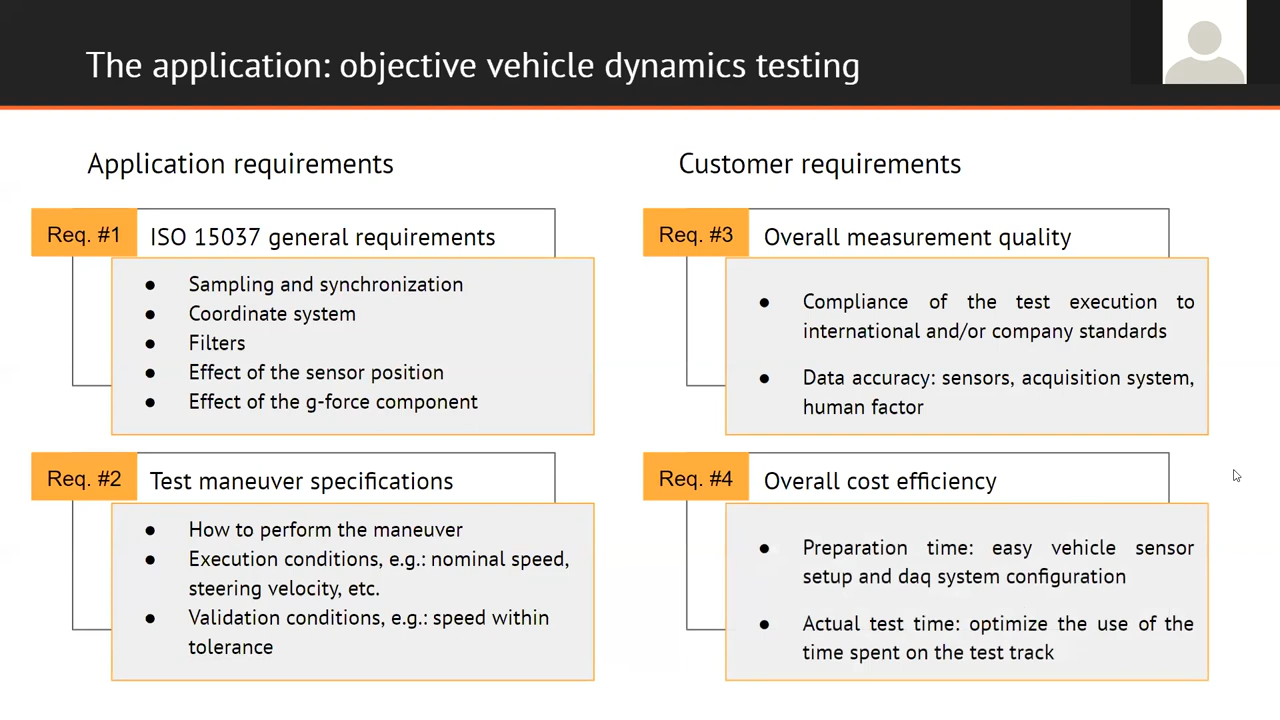 The application: objective vehicle dynamics testing
Application requirements
Req. #1
ISO 15037 general requirements
● Sampling and synchronization
● Coordinate system
● Filters
● Effect of the sensor position
● Effect of the g-force component
Req. #2
Test maneuver specifications
● How to perform the maneuver
● Execution conditions, e.g.: nominal speed,
steering velocity, etc.
● Validation conditions, e.g.: speed within
tolerance
Customer requirements
Req. #3
Overall measurement quality
● Compliance of the test execution to
international and/or company standards
● Data accuracy: sensors, acquisition system,
human factor
Req. #4
Overall cost efficiency
● Preparation time: easy vehicle sensor
setup and daq system configuration
● Actual test time: optimize the use of the
time spent on the test track